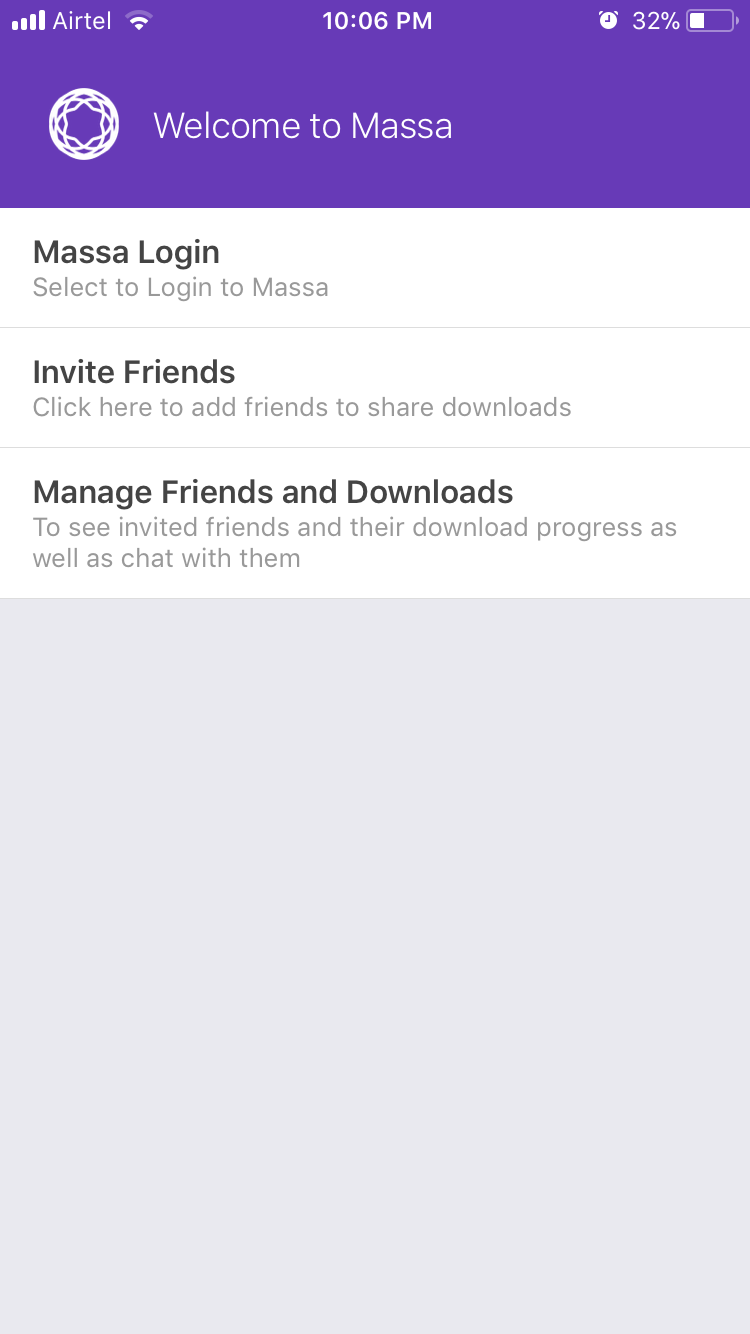 Airtel 10:06 PM 32%
Welcome to Massa
Massa Login
Select to Login to Massa
Invite Friends
Click here to add friends to share downloads
Manage Friends and Downloads
To see invited friends and their download progress as
well as chat with them